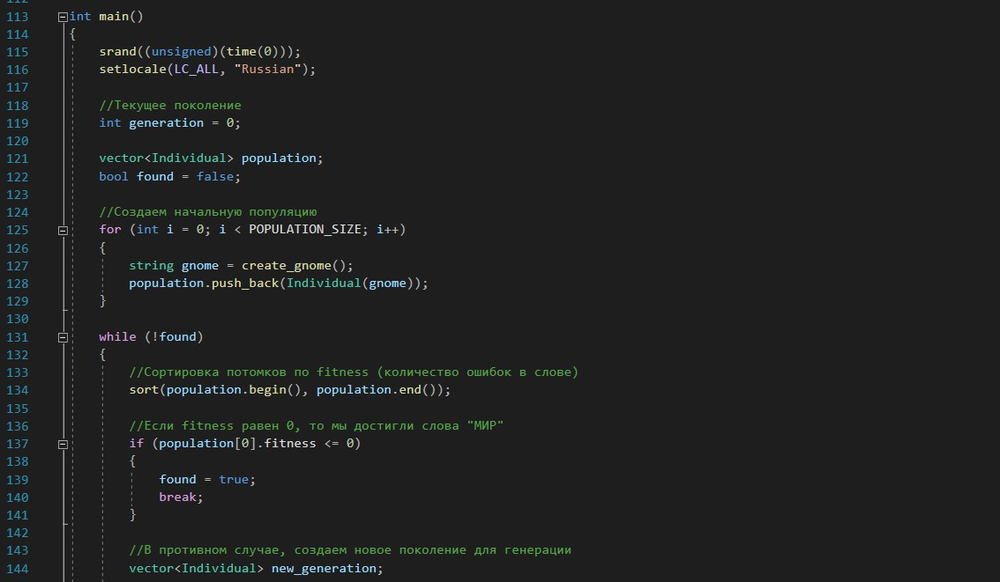 112
113 int main()
114 {
115 srand((unsigned)(time(0)));
116 setlocale(LC_ALL, "Russian");
117
118 //Текущее поколение
119 int generation = 0;
120
121 vector<Individual> population;
122 bool found = false;
123
124 //Создаем начальную популяцию
125 for (int i = 0; i < POPULATION_SIZE; i++)
126 {
127 string gnome = create_gnome();
128 population.push_back(Individual(gnome));
129 }
130
131 while (!found)
132 {
133 //Сортировка потомков по fitness (количество ошибок в слове)
134 sort(population.begin(), population.end());
135
136 //Если fitness равен 0, то мы достигли слова "МИР"
137 if (population[0].fitness <= 0)
138 {
139 found = true;
140 break;
141 }
142
143 //В противном случае, создаем новое поколение для генерации
144 vector<Individual> new_generation;